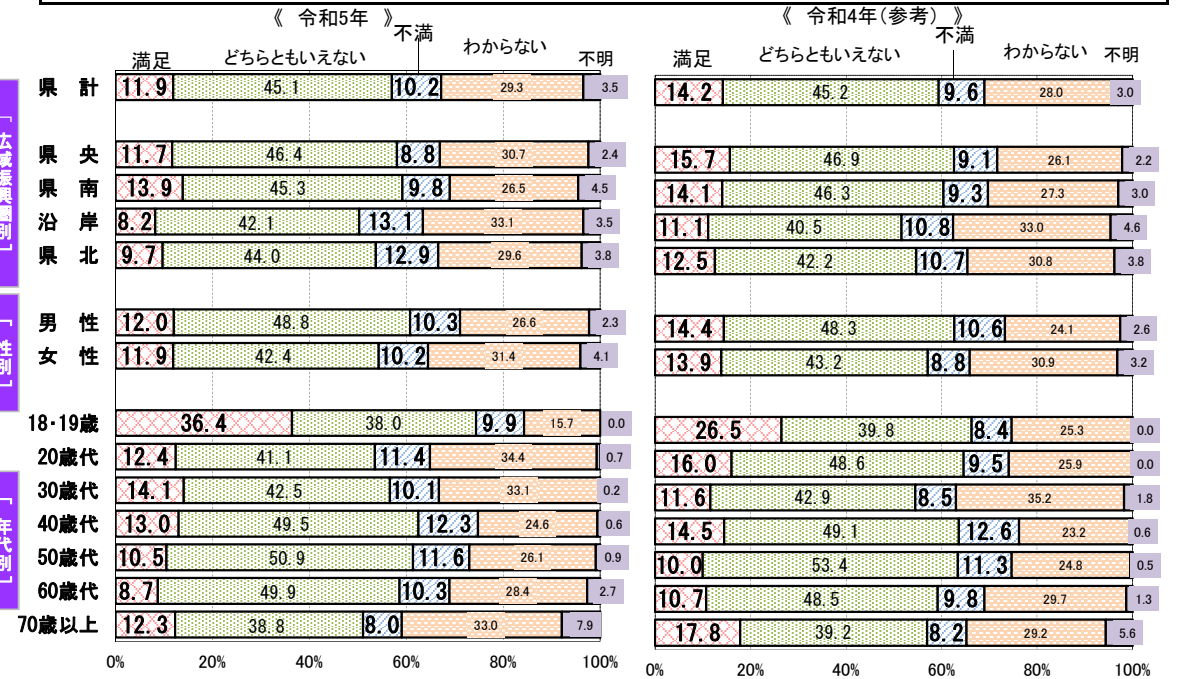 《 令和5年 》
満足 どちらともいえない 不満 わからない 不明
県 計 11.9 45.1 10.2 29.3 3.5
「広域振興圏別」
県 央 11.7 46.4 8.8 30.7 2.4
県 南 13.9 45.3 9.8 26.5 4.5
沿 岸 8.2 42.1 13.1 33.1 3.5
県 北 9.7 44.0 12.9 29.6 3.8
「性別」
男 性 12.0 48.8 10.3 26.6 2.3
女 性 11.9 42.4 10.2 31.4 4.1
「年代別」
18・19歳 36.4 38.0 9.9 15.7 0.0
20歳代 12.4 41.1 11.4 34.4 0.7
30歳代 14.1 42.5 10.1 33.1 0.2
40歳代 13.0 49.5 12.3 24.6 0.6
50歳代 10.5 50.9 11.6 26.1 0.9
60歳代 8.7 49.9 10.3 28.4 2.7
70歳以上 12.3 38.8 8.0 33.0 7.9
0% 20% 40% 60% 80% 100%
《 令和4年(参考) 》
満足 どちらともいえない 不満 わからない 不明
14.2 45.2 9.6 28.0 3.0
15.7 46.9 9.1 26.1 2.2
14.1 46.3 9.3 27.3 3.0
11.1 40.5 10.8 33.0 4.6
12.5 42.2 10.7 30.8 3.8
14.4 48.3 10.6 24.1 2.6
13.9 43.2 8.8 30.9 3.2
26.5 39.8 8.4 25.3 0.0
16.0 48.6 9.5 25.9 0.0
11.6 42.9 8.5 35.2 1.8
14.5 49.1 12.6 23.2 0.6
10.0 53.4 11.3 24.8 0.5
10.7 48.5 9.8 29.7 1.3
17.8 39.2 8.2 29.2 5.6
0% 20% 40% 60% 80% 100%